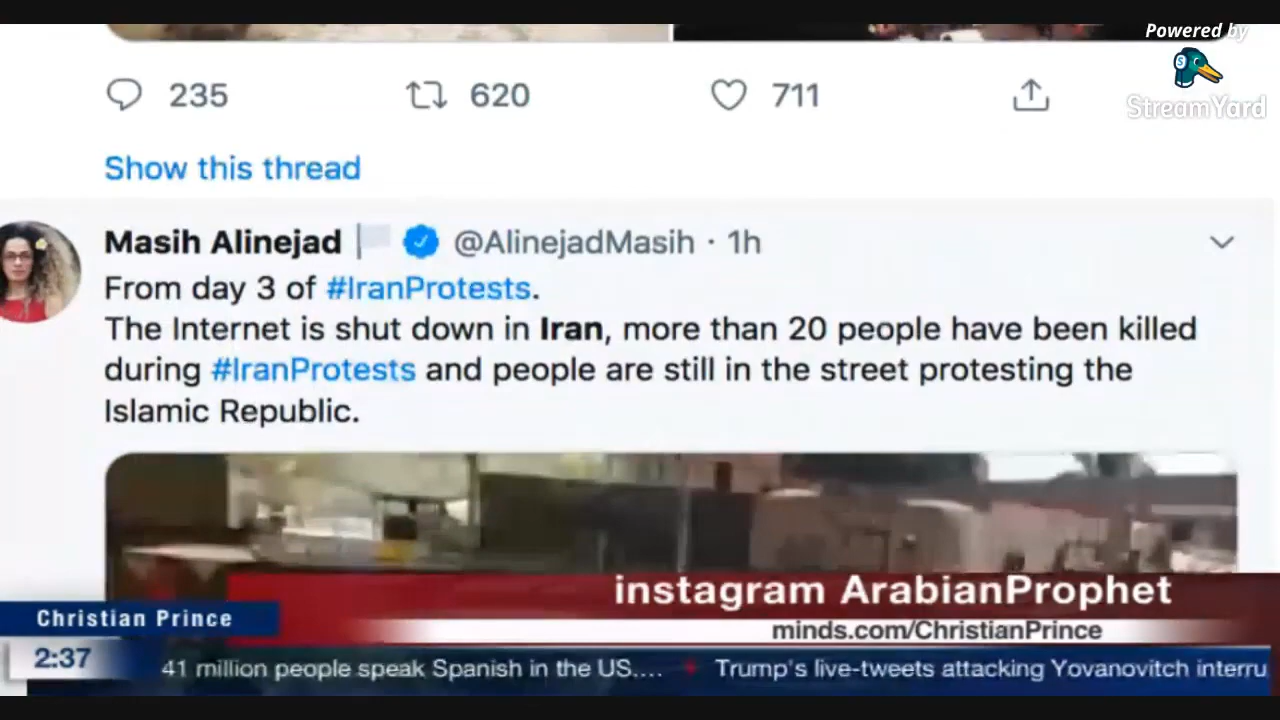 Powered by
StreamYard
235 620 711
Show this thread
Masih Alinejad @AlinejadMasih · 1h
From day 3 of #IranProtests.
The Internet is shut down in Iran, more than 20 people have been killed
during #IranProtests and people are still in the street protesting the
Islamic Republic.
instagram ArabianProphet
Christian Prince
minds.com/ChristianPrince
2:37
41 million people speak Spanish in the US.... Trump's live-tweets attacking Yovanovitch interru